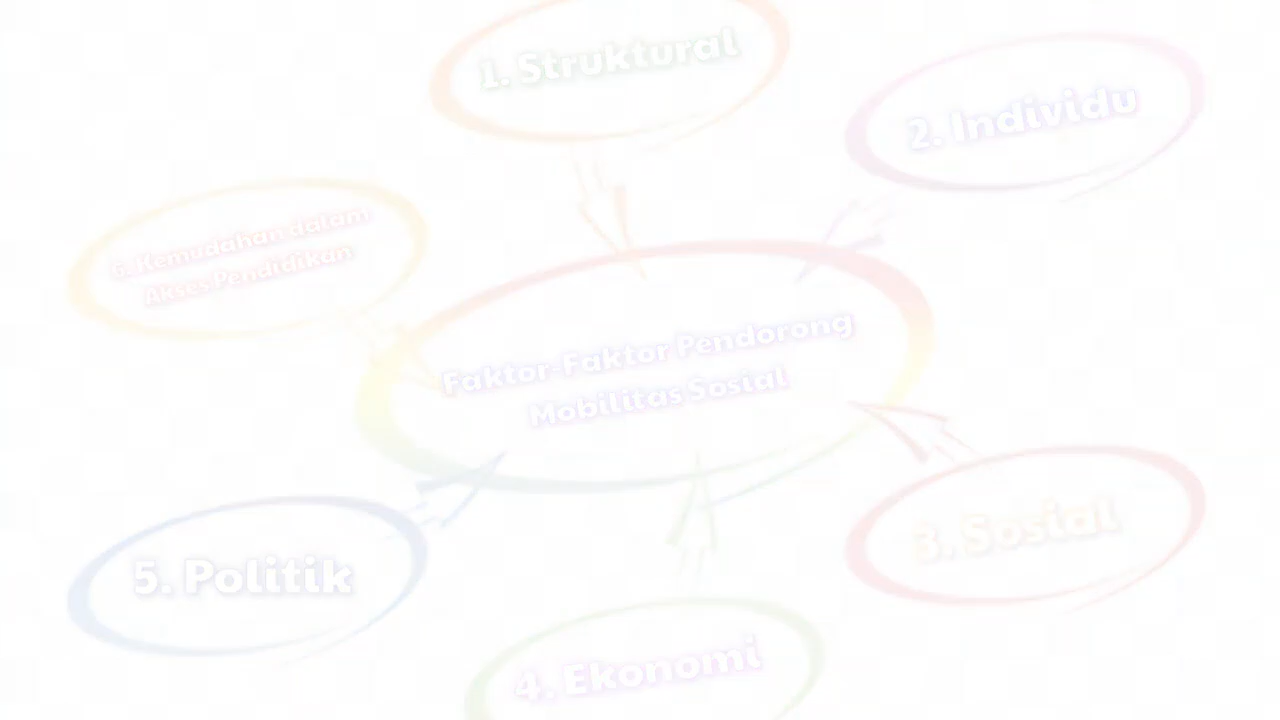 1. Struktural
2. Individu
6. Kemudahan dalam
Akses Pendidikan
Faktor-Faktor Pendorong
Mobilitas Sosial
3. Sosial
5. Politik
4. Ekonomi